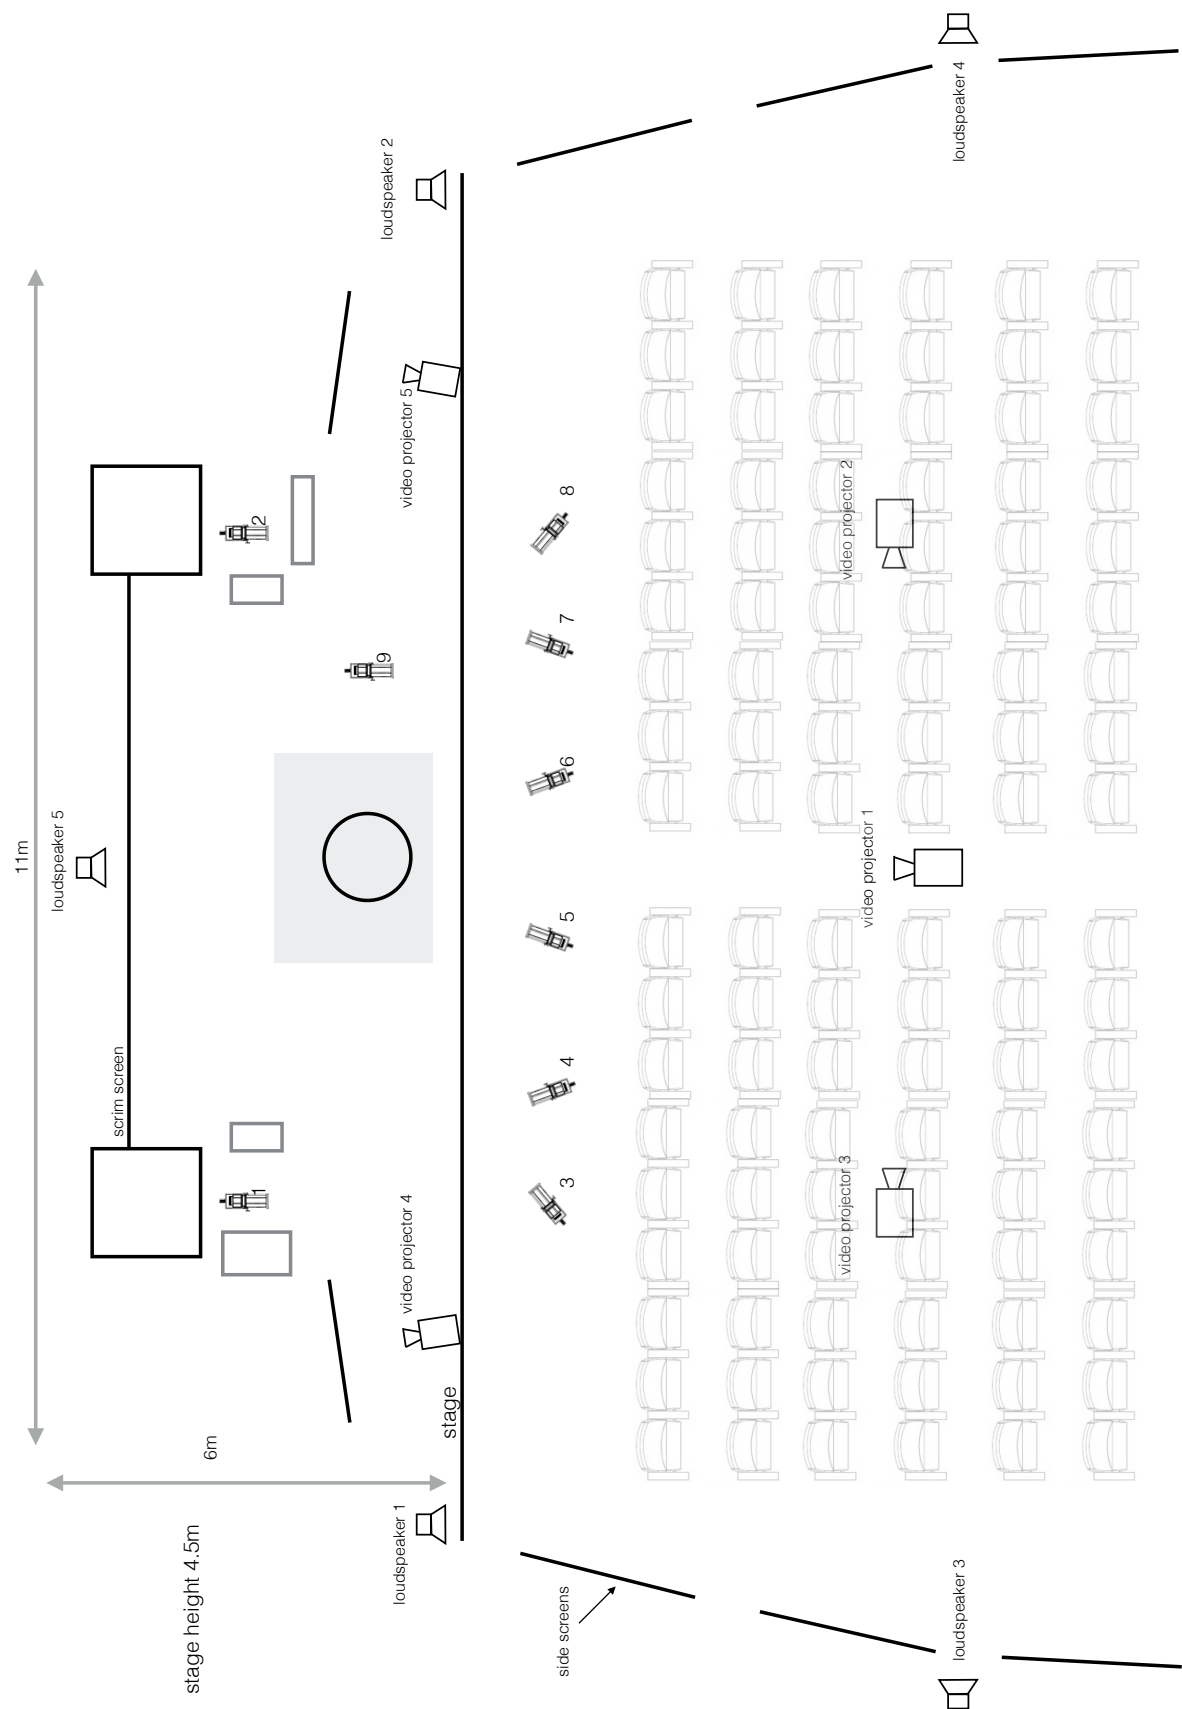 11m
6m
stage height 4.5m
loudspeaker 5
scrim screen
loudspeaker 1
loudspeaker 2
video projector 4
video projector 5
stage
1
2
9
3
4
5
6
7
8
side screens
video projector 3
video projector 1
video projector 2
loudspeaker 3
loudspeaker 4